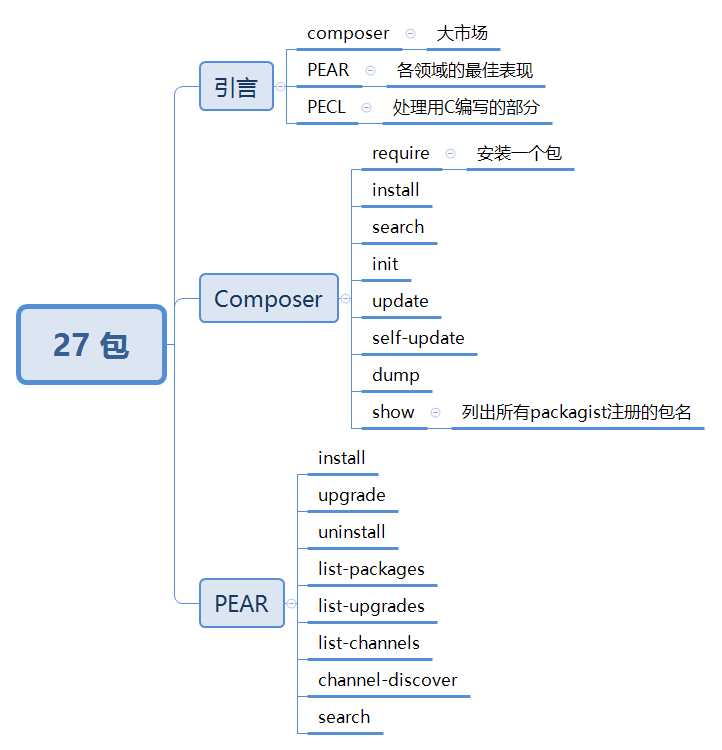 27 包
引言
composer 大市场
PEAR 各领域的最佳表现
PECL 处理用C编写的部分
Composer
require 安装一个包
install
search
init
update
self-update
dump
show 列出所有packagist注册的包名
PEAR
install
upgrade
uninstall
list-packages
list-upgrades
list-channels
channel-discover
search